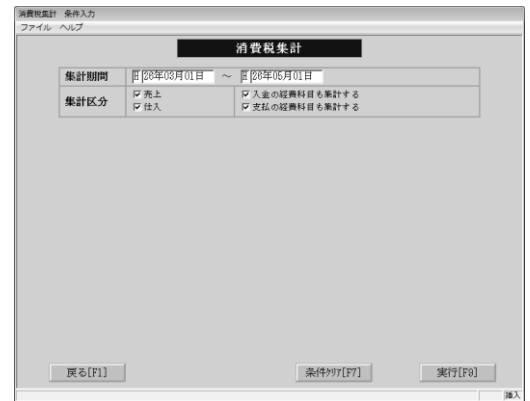 消費税集計 条件入力
ファイル ヘルプ
消費税集計
集計期間 26年03月01日 ～ 26年05月01日
集計区分 売上 入金の経費科目も集計する
仕入 支払の経費科目も集計する
戻る[F1] 条件ｸﾘｱ[F7] 実行[F9]
挿入